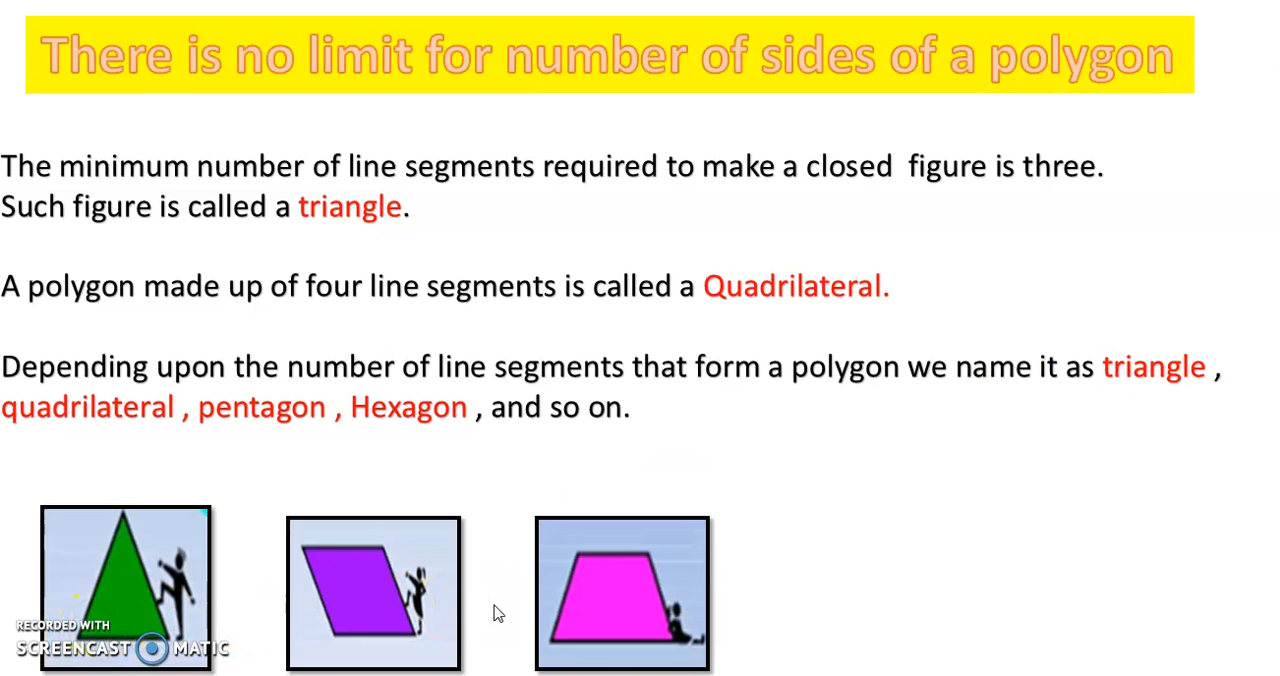 There is no limit for number of sides of a polygon
The minimum number of line segments required to make a closed figure is three.
Such figure is called a triangle.
A polygon made up of four line segments is called a Quadrilateral.
Depending upon the number of line segments that form a polygon we name it as triangle ,
quadrilateral , pentagon , Hexagon , and so on.
RECORDED WITH
SCREENCAST MATIC